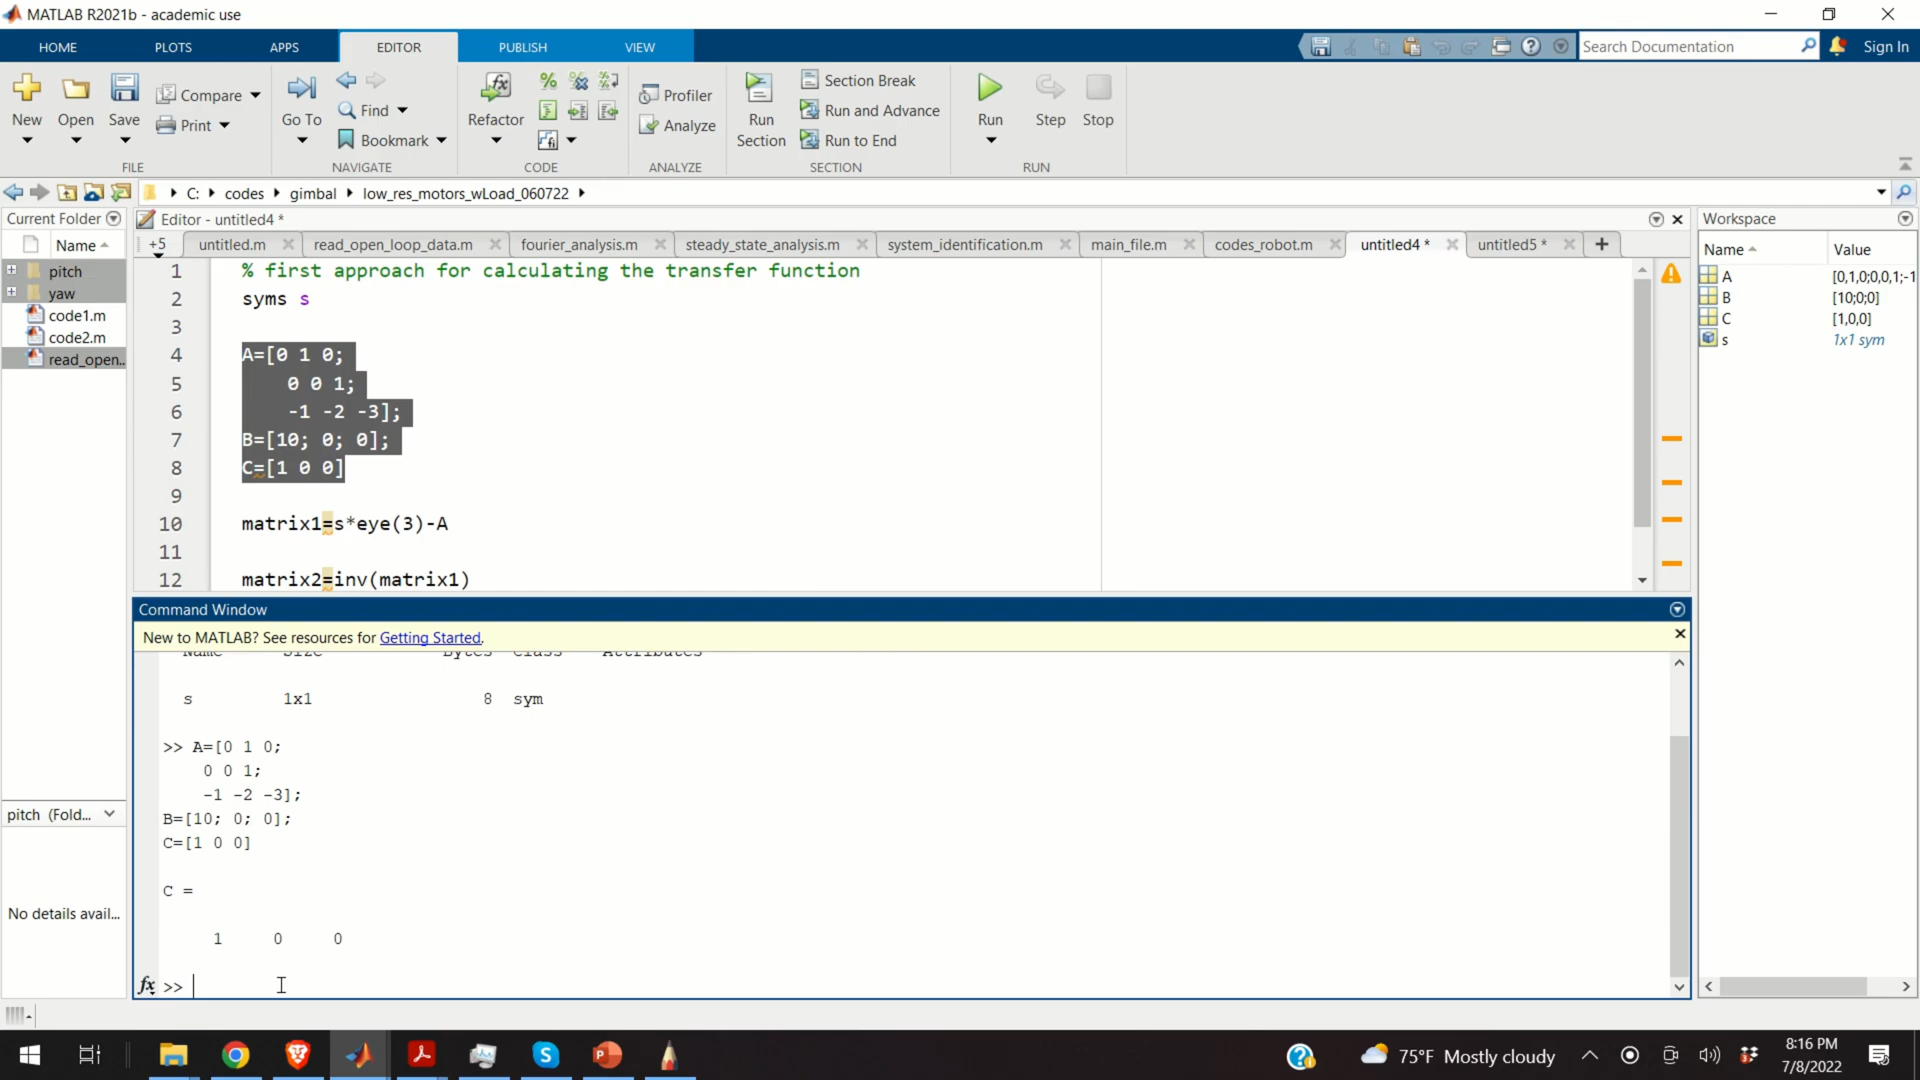 MATLAB R2021b - academic use
HOME PLOTS APPS EDITOR PUBLISH VIEW
Search Documentation
Sign In
New Open Save Compare Print
FILE
Go To Find Bookmark
NAVIGATE
Refactor
CODE
Profiler Analyze
ANALYZE
Run Section Section Break Run and Advance Run to End
SECTION
Run Step Stop
RUN
C: codes gimbal low_res_motors_wLoad_060722
Current Folder
Name
pitch
yaw
code1.m
code2.m
read_open..
pitch (Fold...
No details avail...
Editor - untitled4 *
+5 untitled.m read_open_loop_data.m fourier_analysis.m steady_state_analysis.m system_identification.m main_file.m codes_robot.m untitled4 * untitled5 * +
1 % first approach for calculating the transfer function
2 syms s
3
4 A=[0 1 0;
5 0 0 1;
6 -1 -2 -3];
7 B=[10; 0; 0];
8 C=[1 0 0]
9
10 matrix1=s*eye(3)-A
11
12 matrix2=inv(matrix1)
Command Window
New to MATLAB? See resources for Getting Started.
Name Size Bytes Class Attributes
s 1x1 8 sym
>> A=[0 1 0;
0 0 1;
-1 -2 -3];
B=[10; 0; 0];
C=[1 0 0]
C =
1 0 0
fx >>
Workspace
Name Value
A [0,1,0;0,0,1;-1
B [10;0;0]
C [1,0,0]
s 1x1 sym
75°F Mostly cloudy
8:16 PM
7/8/2022